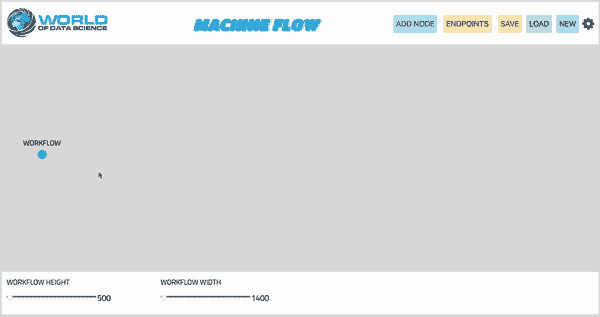 WORLD
OF DATA SCIENCE
MACHINE FLOW
ADD NODE
ENDPOINTS
SAVE
LOAD
NEW
WORKFLOW
WORKFLOW HEIGHT
500
WORKFLOW WIDTH
1400